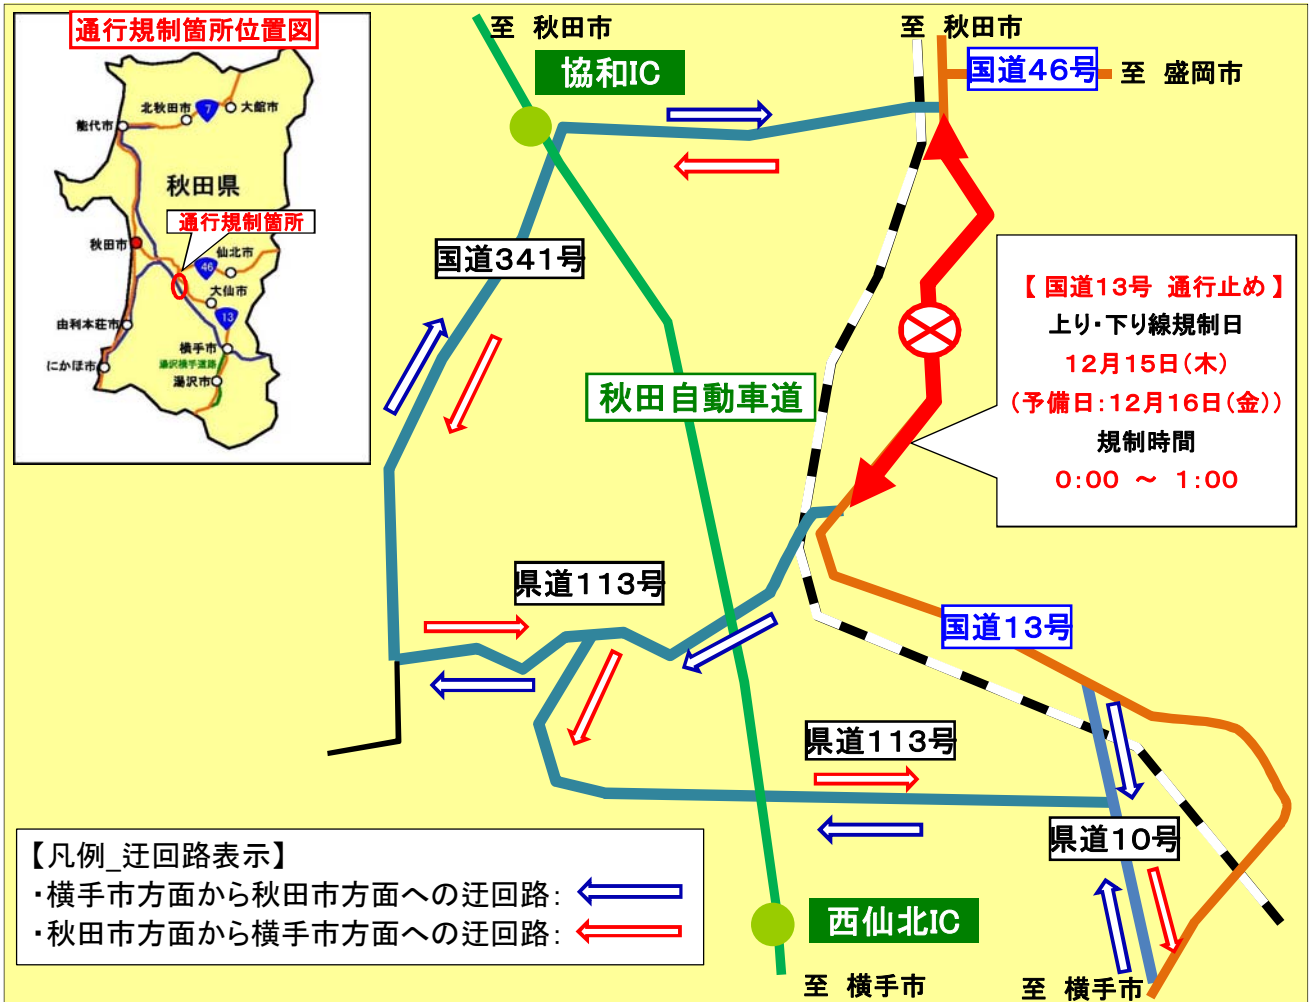 通行規制箇所位置図
北秋田市
7
大館市
能代市
秋田県
通行規制箇所
秋田市
仙北市
46
大仙市
13
由利本荘市
横手市
にかほ市
湯沢横手道路
湯沢市
至 秋田市
協和IC
至 秋田市
国道46号
至 盛岡市
国道341号
秋田自動車道
【 国道13号 通行止め 】
上り・下り線規制日
12月15日(木)
(予備日:12月16日(金))
規制時間
0:00 ～ 1:00
県道113号
国道13号
県道113号
県道10号
【凡例_迂回路表示】
・横手市方面から秋田市方面への迂回路:
・秋田市方面から横手市方面への迂回路:
西仙北IC
至 横手市
至 横手市